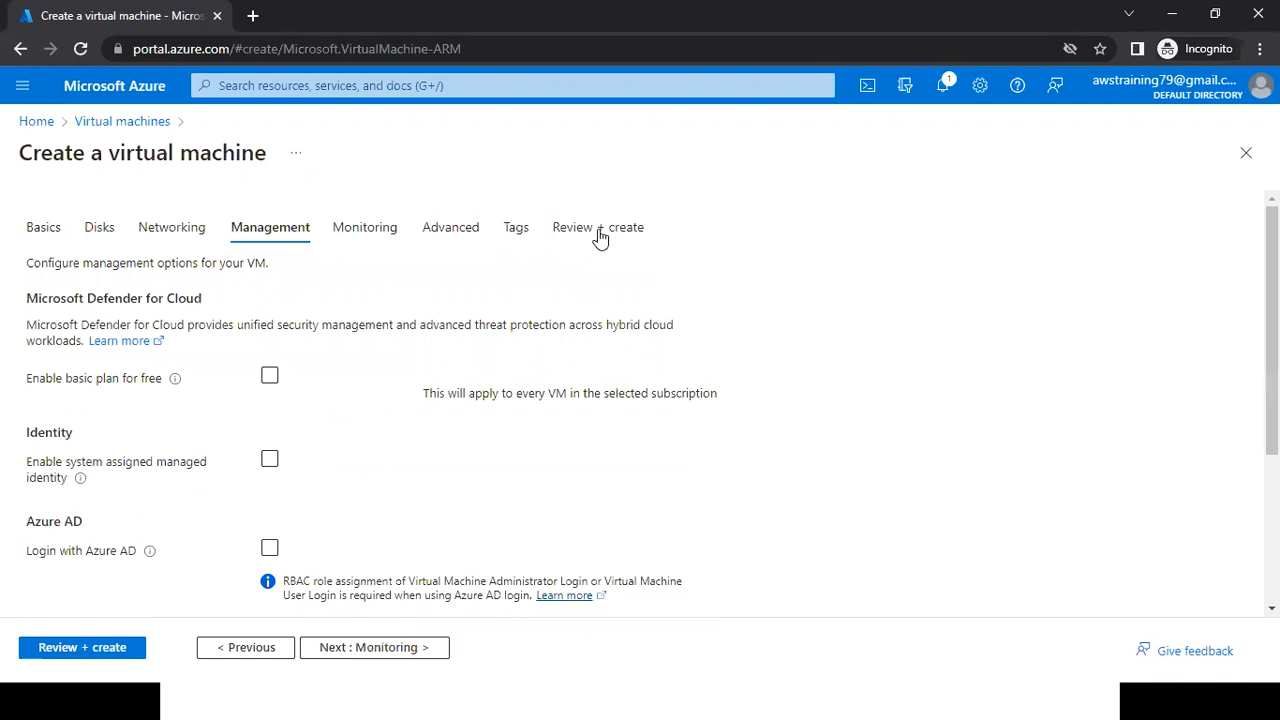 Create a virtual machine - Micros
portal.azure.com/#create/Microsoft.VirtualMachine-ARM
Incognito
Microsoft Azure
Search resources, services, and docs (G+/)
1
awstraining79@gmail.c...
DEFAULT DIRECTORY
Home > Virtual machines >
Create a virtual machine ...
Basics Disks Networking Management Monitoring Advanced Tags Review + create
Configure management options for your VM.
Microsoft Defender for Cloud
Microsoft Defender for Cloud provides unified security management and advanced threat protection across hybrid cloud
workloads. Learn more
Enable basic plan for free
This will apply to every VM in the selected subscription
Identity
Enable system assigned managed
identity
Azure AD
Login with Azure AD
RBAC role assignment of Virtual Machine Administrator Login or Virtual Machine
User Login is required when using Azure AD login. Learn more
Review + create
< Previous
Next : Monitoring >
Give feedback